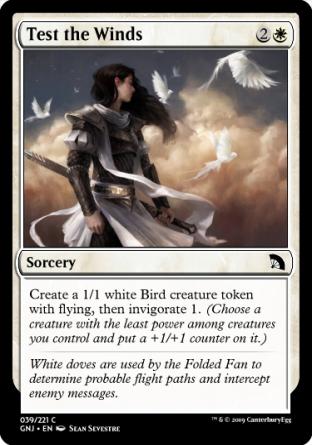 Test the Winds 2
Sorcery
Create a 1/1 white Bird creature token
with flying, then invigorate 1. (Choose a
creature with the least power among creatures
you control and put a +1/+1 counter on it.)
White doves are used by the Folded Fan to
determine probable flight paths and intercept
enemy messages.
039/221 C
GNJ • EN SEAN SEVESTRE
™ & © 2019 CanterburyEgg